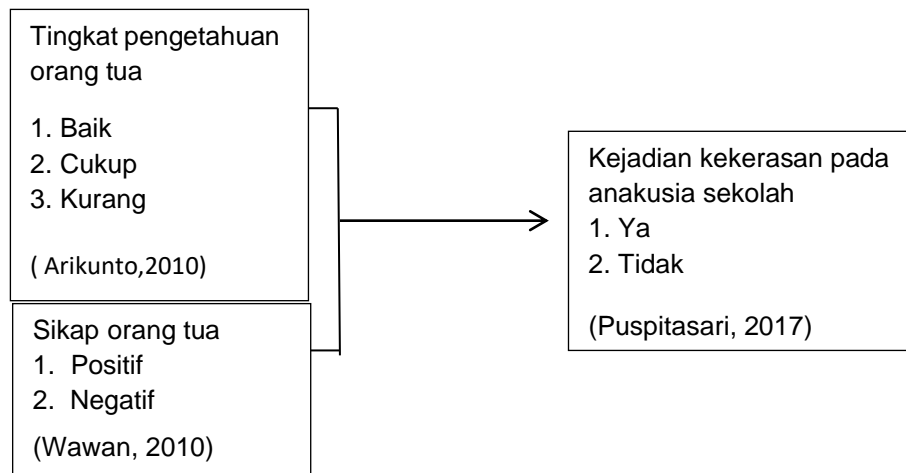 Tingkat pengetahuan
orang tua
1. Baik
2. Cukup
3. Kurang
( Arikunto,2010)
Sikap orang tua
1. Positif
2. Negatif
(Wawan, 2010)
Kejadian kekerasan pada
anakusia sekolah
1. Ya
2. Tidak
(Puspitasari, 2017)